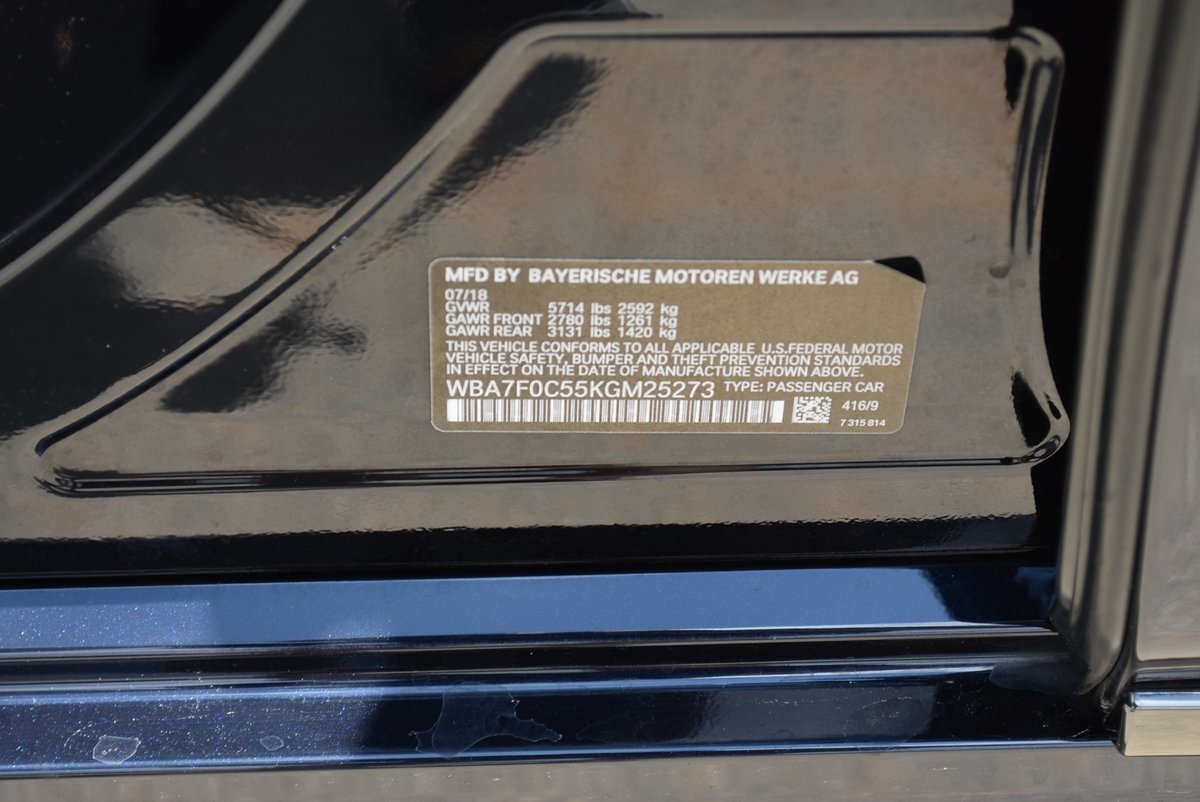 MFD BY BAYERISCHE MOTOREN WERKE AG
07/18
GVWR 5714 lbs 2592 kg
GAWR FRONT 2780 lbs 1261 kg
GAWR REAR 3131 lbs 1420 kg
THIS VEHICLE CONFORMS TO ALL APPLICABLE U.S.FEDERAL MOTOR
VEHICLE SAFETY, BUMPER AND THEFT PREVENTION STANDARDS
IN EFFECT ON THE DATE OF MANUFACTURE SHOWN ABOVE.
WBA7F0C55KGM25273 TYPE: PASSENGER CAR
416/9
7 315 814